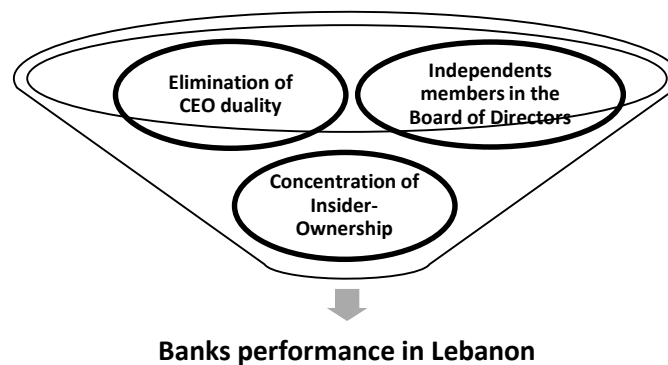 Elimination of
CEO duality
Independents
members in the
Board of Directors
Concentration of
Insider-
Ownership
Banks performance in Lebanon